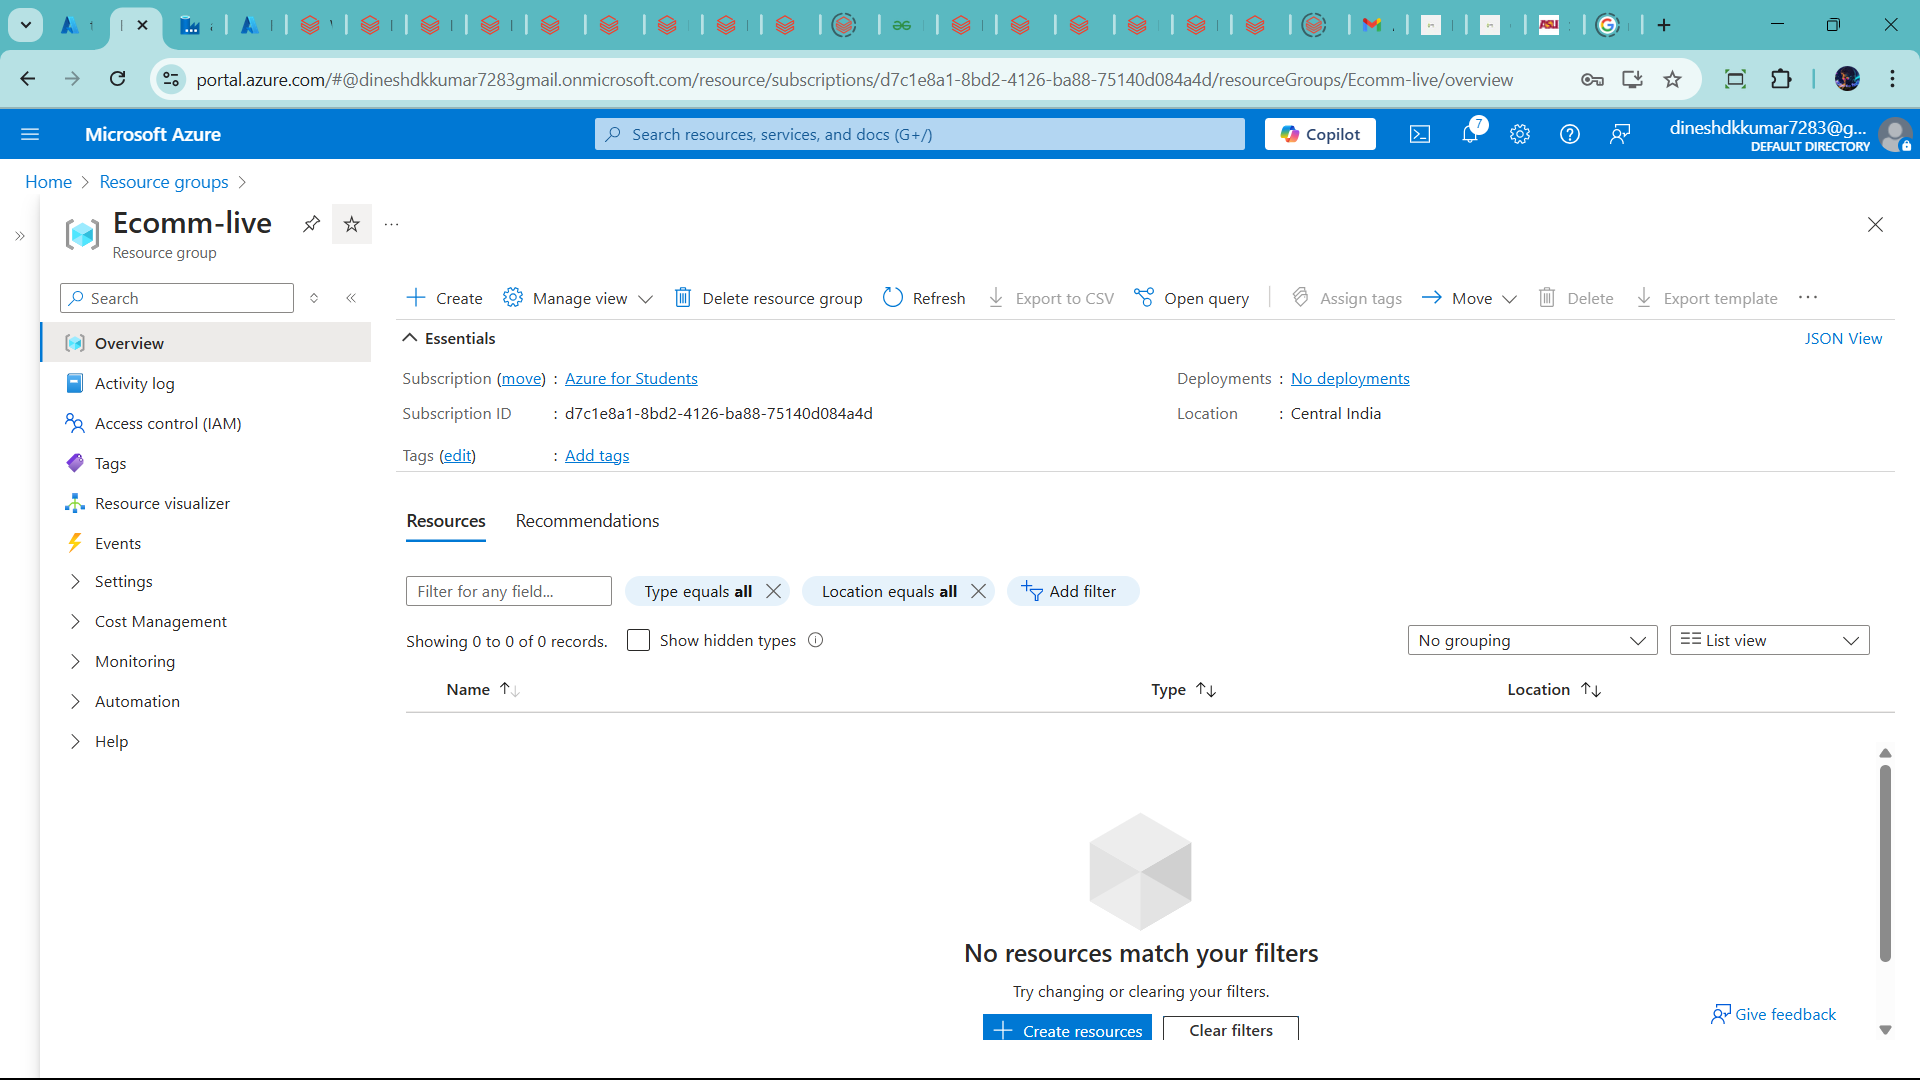 portal.azure.com/#@dineshdkkumar7283gmail.onmicrosoft.com/resource/subscriptions/d7c1e8a1-8bd2-4126-ba88-75140d084a4d/resourceGroups/Ecomm-live/overview
Microsoft Azure
Search resources, services, and docs (G+/)
Copilot
7
dineshdkkumar7283@g...
DEFAULT DIRECTORY
Home
Resource groups
Ecomm-live
Resource group
Search
Create
Manage view
Delete resource group
Refresh
Export to CSV
Open query
Assign tags
Move
Delete
Export template
Overview
Activity log
Access control (IAM)
Tags
Resource visualizer
Events
Settings
Cost Management
Monitoring
Automation
Help
Essentials
JSON View
Subscription (move) : Azure for Students
Deployments : No deployments
Subscription ID : d7c1e8a1-8bd2-4126-ba88-75140d084a4d
Location : Central India
Tags (edit) : Add tags
Resources
Recommendations
Filter for any field...
Type equals all
Location equals all
Add filter
Showing 0 to 0 of 0 records.
Show hidden types
No grouping
List view
Name
Type
Location
No resources match your filters
Try changing or clearing your filters.
Create resources
Clear filters
Give feedback